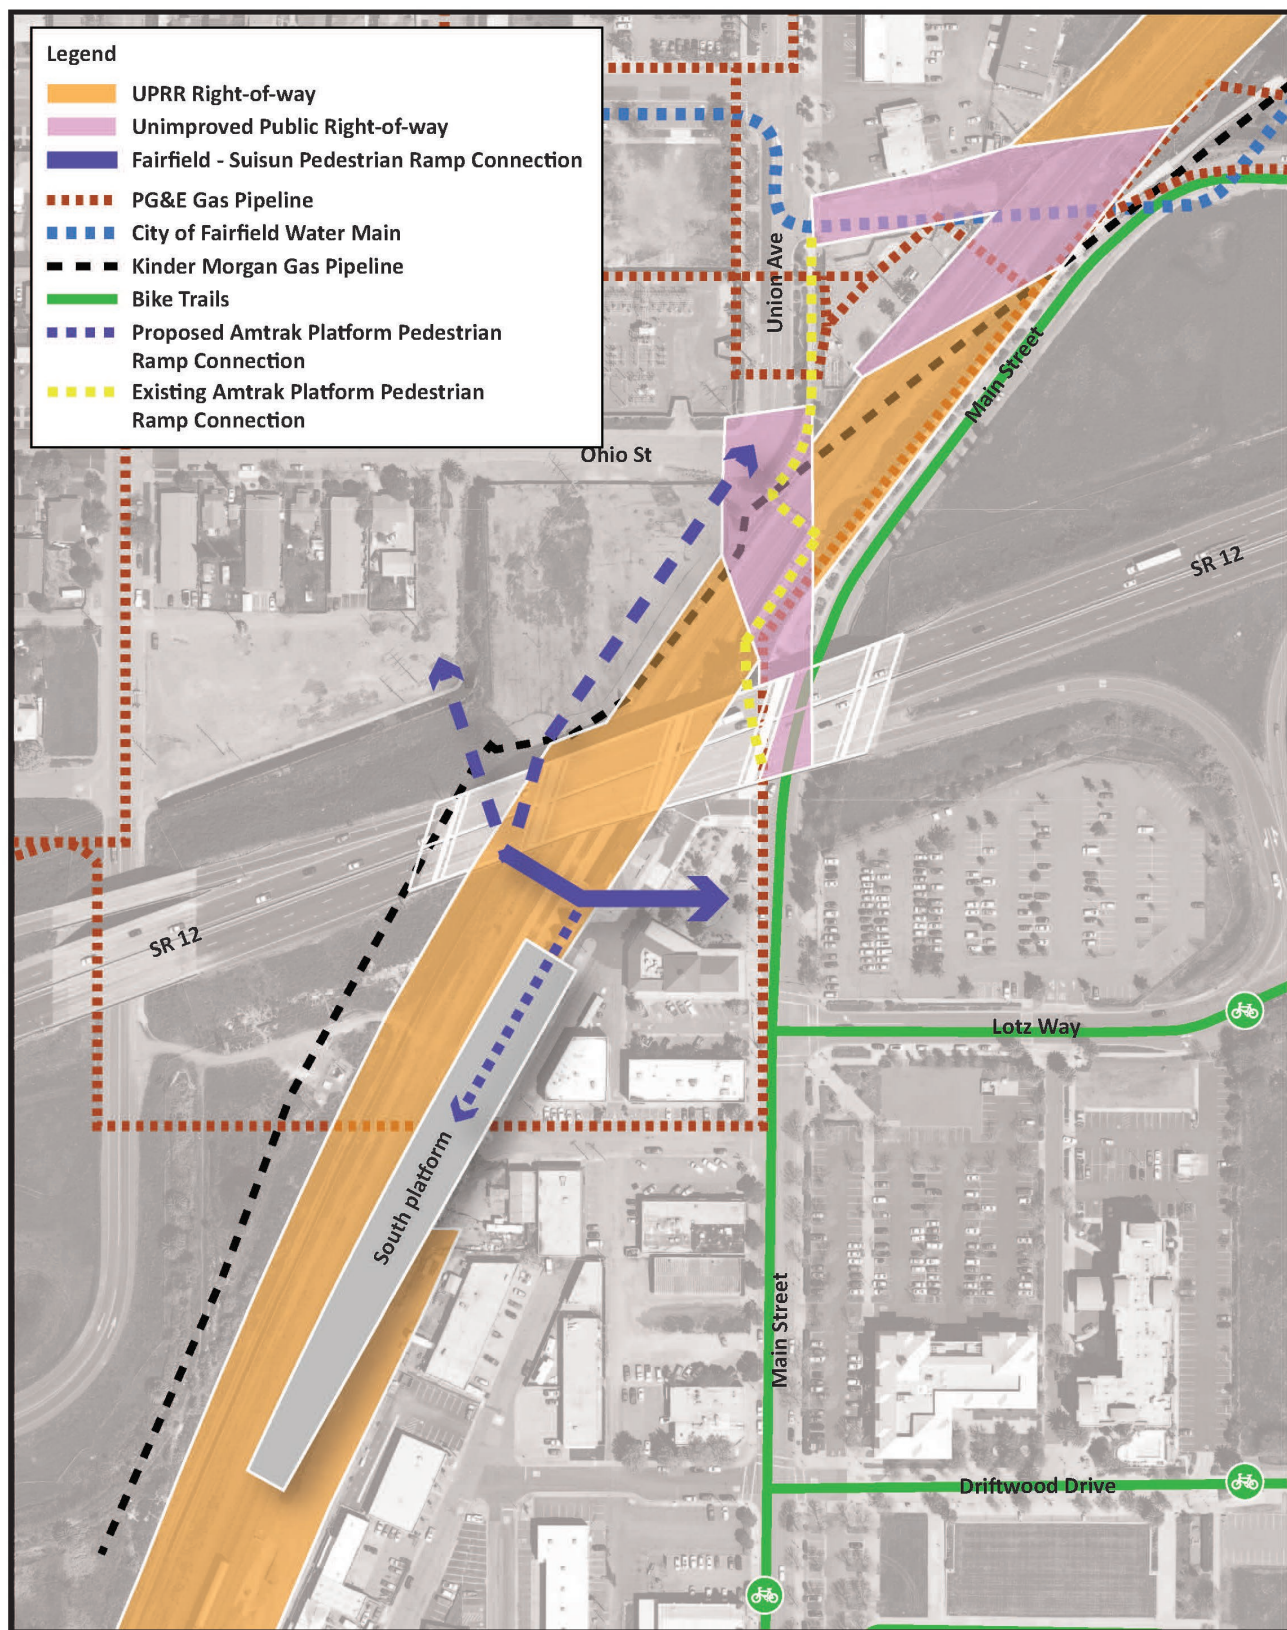 Legend
UPRR Right-of-way
Unimproved Public Right-of-way
Fairfield - Suisun Pedestrian Ramp Connection
PG&E Gas Pipeline
City of Fairfield Water Main
Kinder Morgan Gas Pipeline
Bike Trails
Proposed Amtrak Platform Pedestrian
Ramp Connection
Existing Amtrak Platform Pedestrian
Ramp Connection
Union Ave
Main Street
Ohio St
SR 12
SR 12
Lotz Way
South platform
Main Street
Driftwood Drive